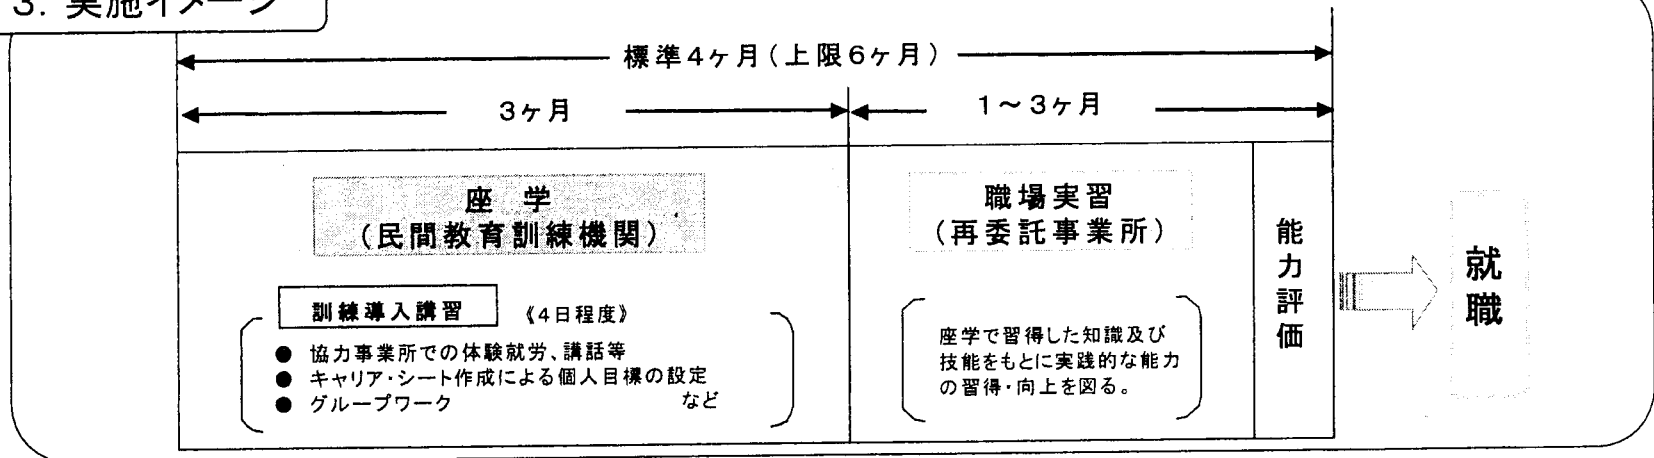 3. 実施イメージ
標準4ヶ月(上限6ヶ月)
3ヶ月
1～3ヶ月
座 学
(民間教育訓練機関)
訓練導入講習 《4日程度》
● 協力事業所での体験就労、講話等
● キャリア・シート作成による個人目標の設定
● グループワーク など
職場実習
(再委託事業所)
座学で習得した知識及び
技能をもとに実践的な能力
の習得・向上を図る。
能力評価
就職